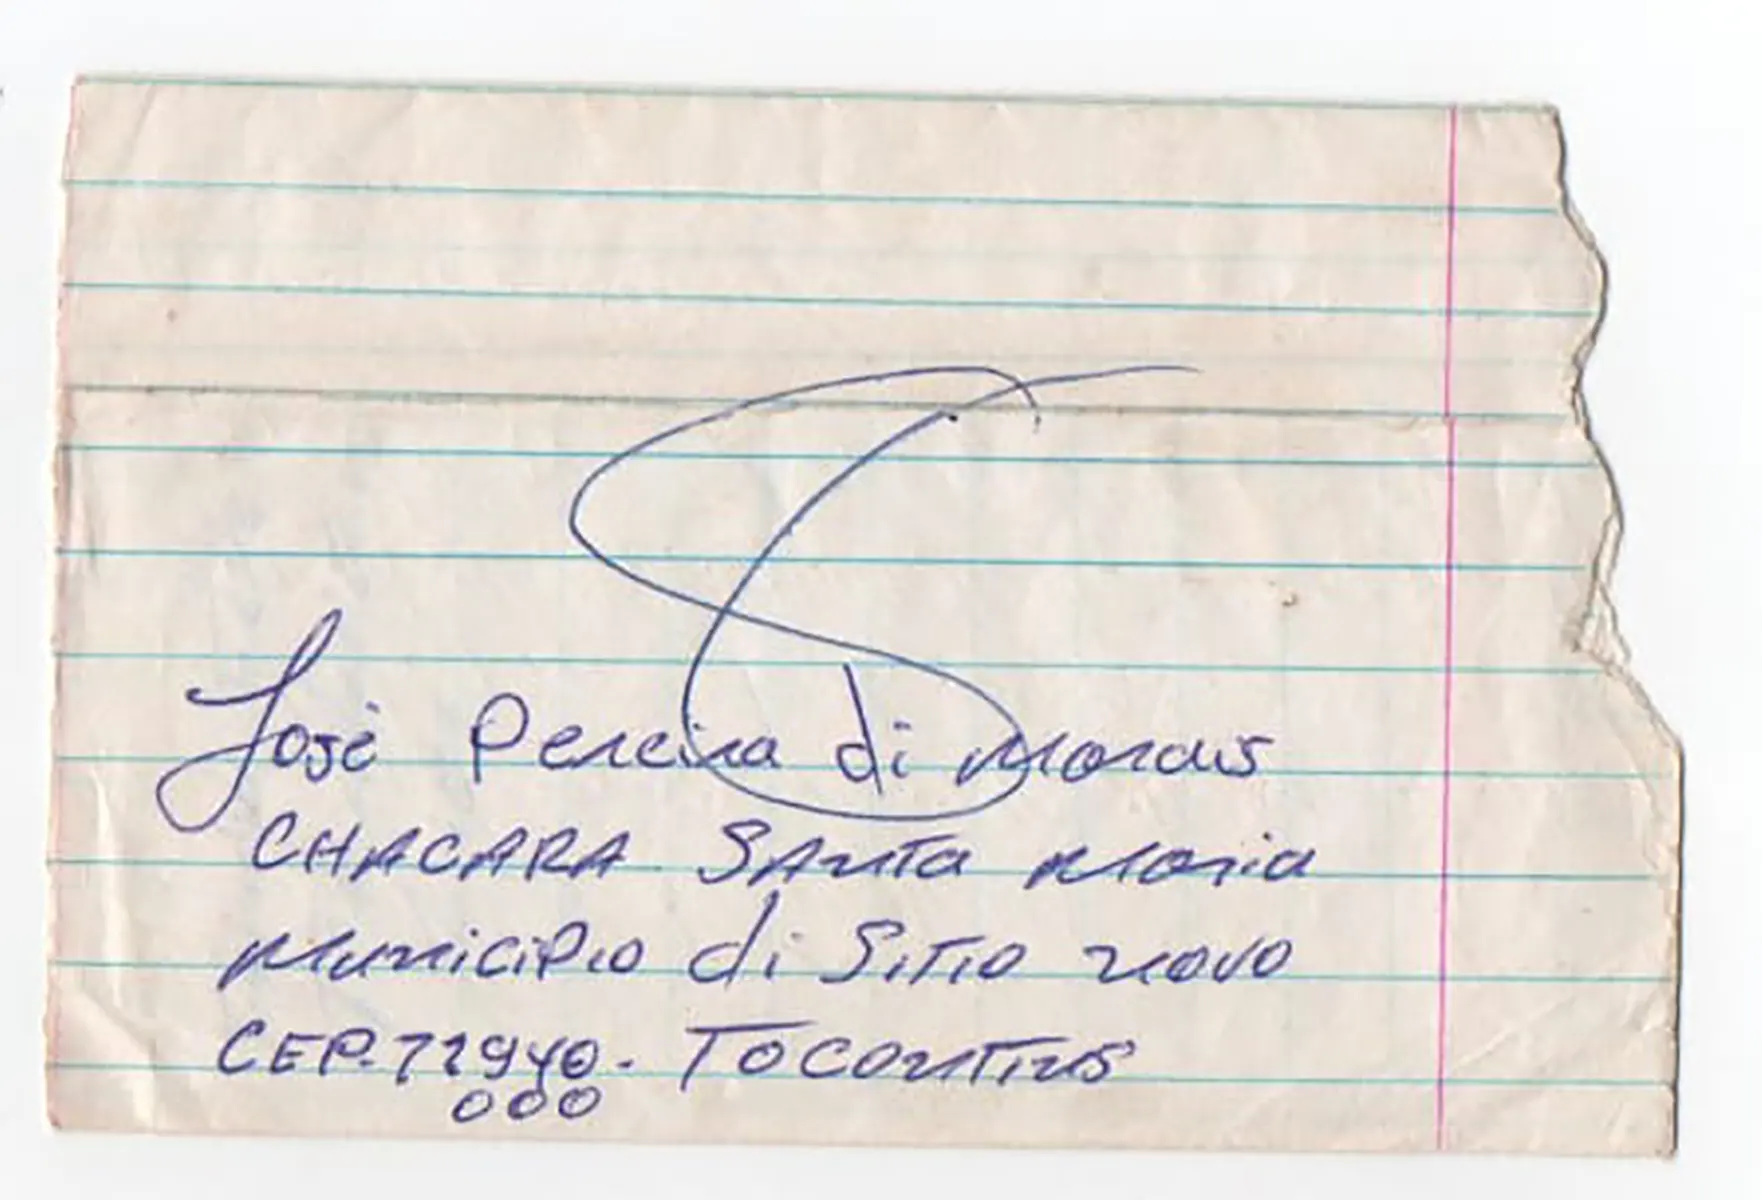 José Pereira di Morais
CHACARA SANTA Maria
Municipio di Sitio novo
CEP-77940- TOCANTINS
000